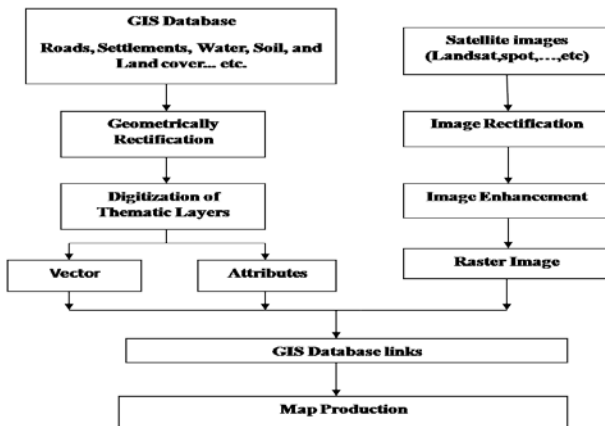 GIS Database
Roads, Settlements, Water, Soil, and
Land cover... etc.
Geometrically
Rectification
Digitization of
Thematic Layers
Vector
Attributes
Satellite images
(Landsat,spot,...,etc)
Image Rectification
Image Enhancement
Raster Image
GIS Database links
Map Production